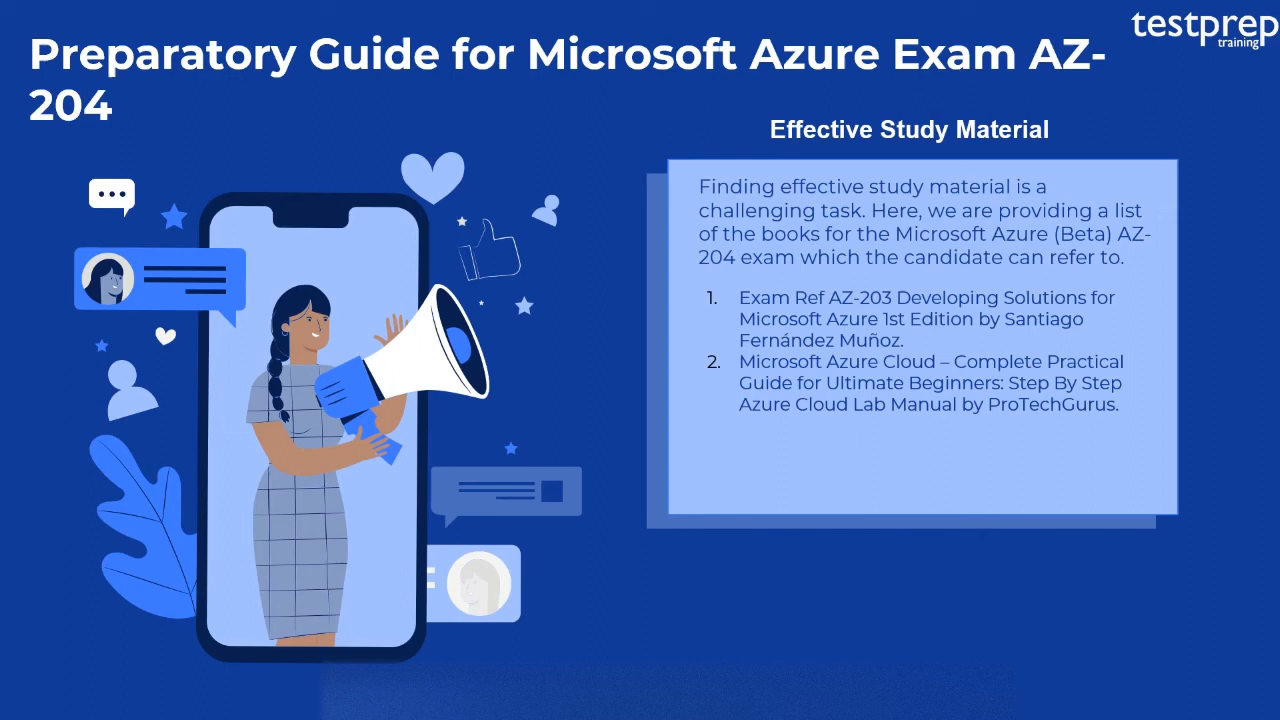 testprep
training
Preparatory Guide for Microsoft Azure Exam AZ-
204
Effective Study Material
Finding effective study material is a
challenging task. Here, we are providing a list
of the books for the Microsoft Azure (Beta) AZ-
204 exam which the candidate can refer to.
1. Exam Ref AZ-203 Developing Solutions for
Microsoft Azure 1st Edition by Santiago
Fernández Muñoz.
2. Microsoft Azure Cloud – Complete Practical
Guide for Ultimate Beginners: Step By Step
Azure Cloud Lab Manual by ProTechGurus.